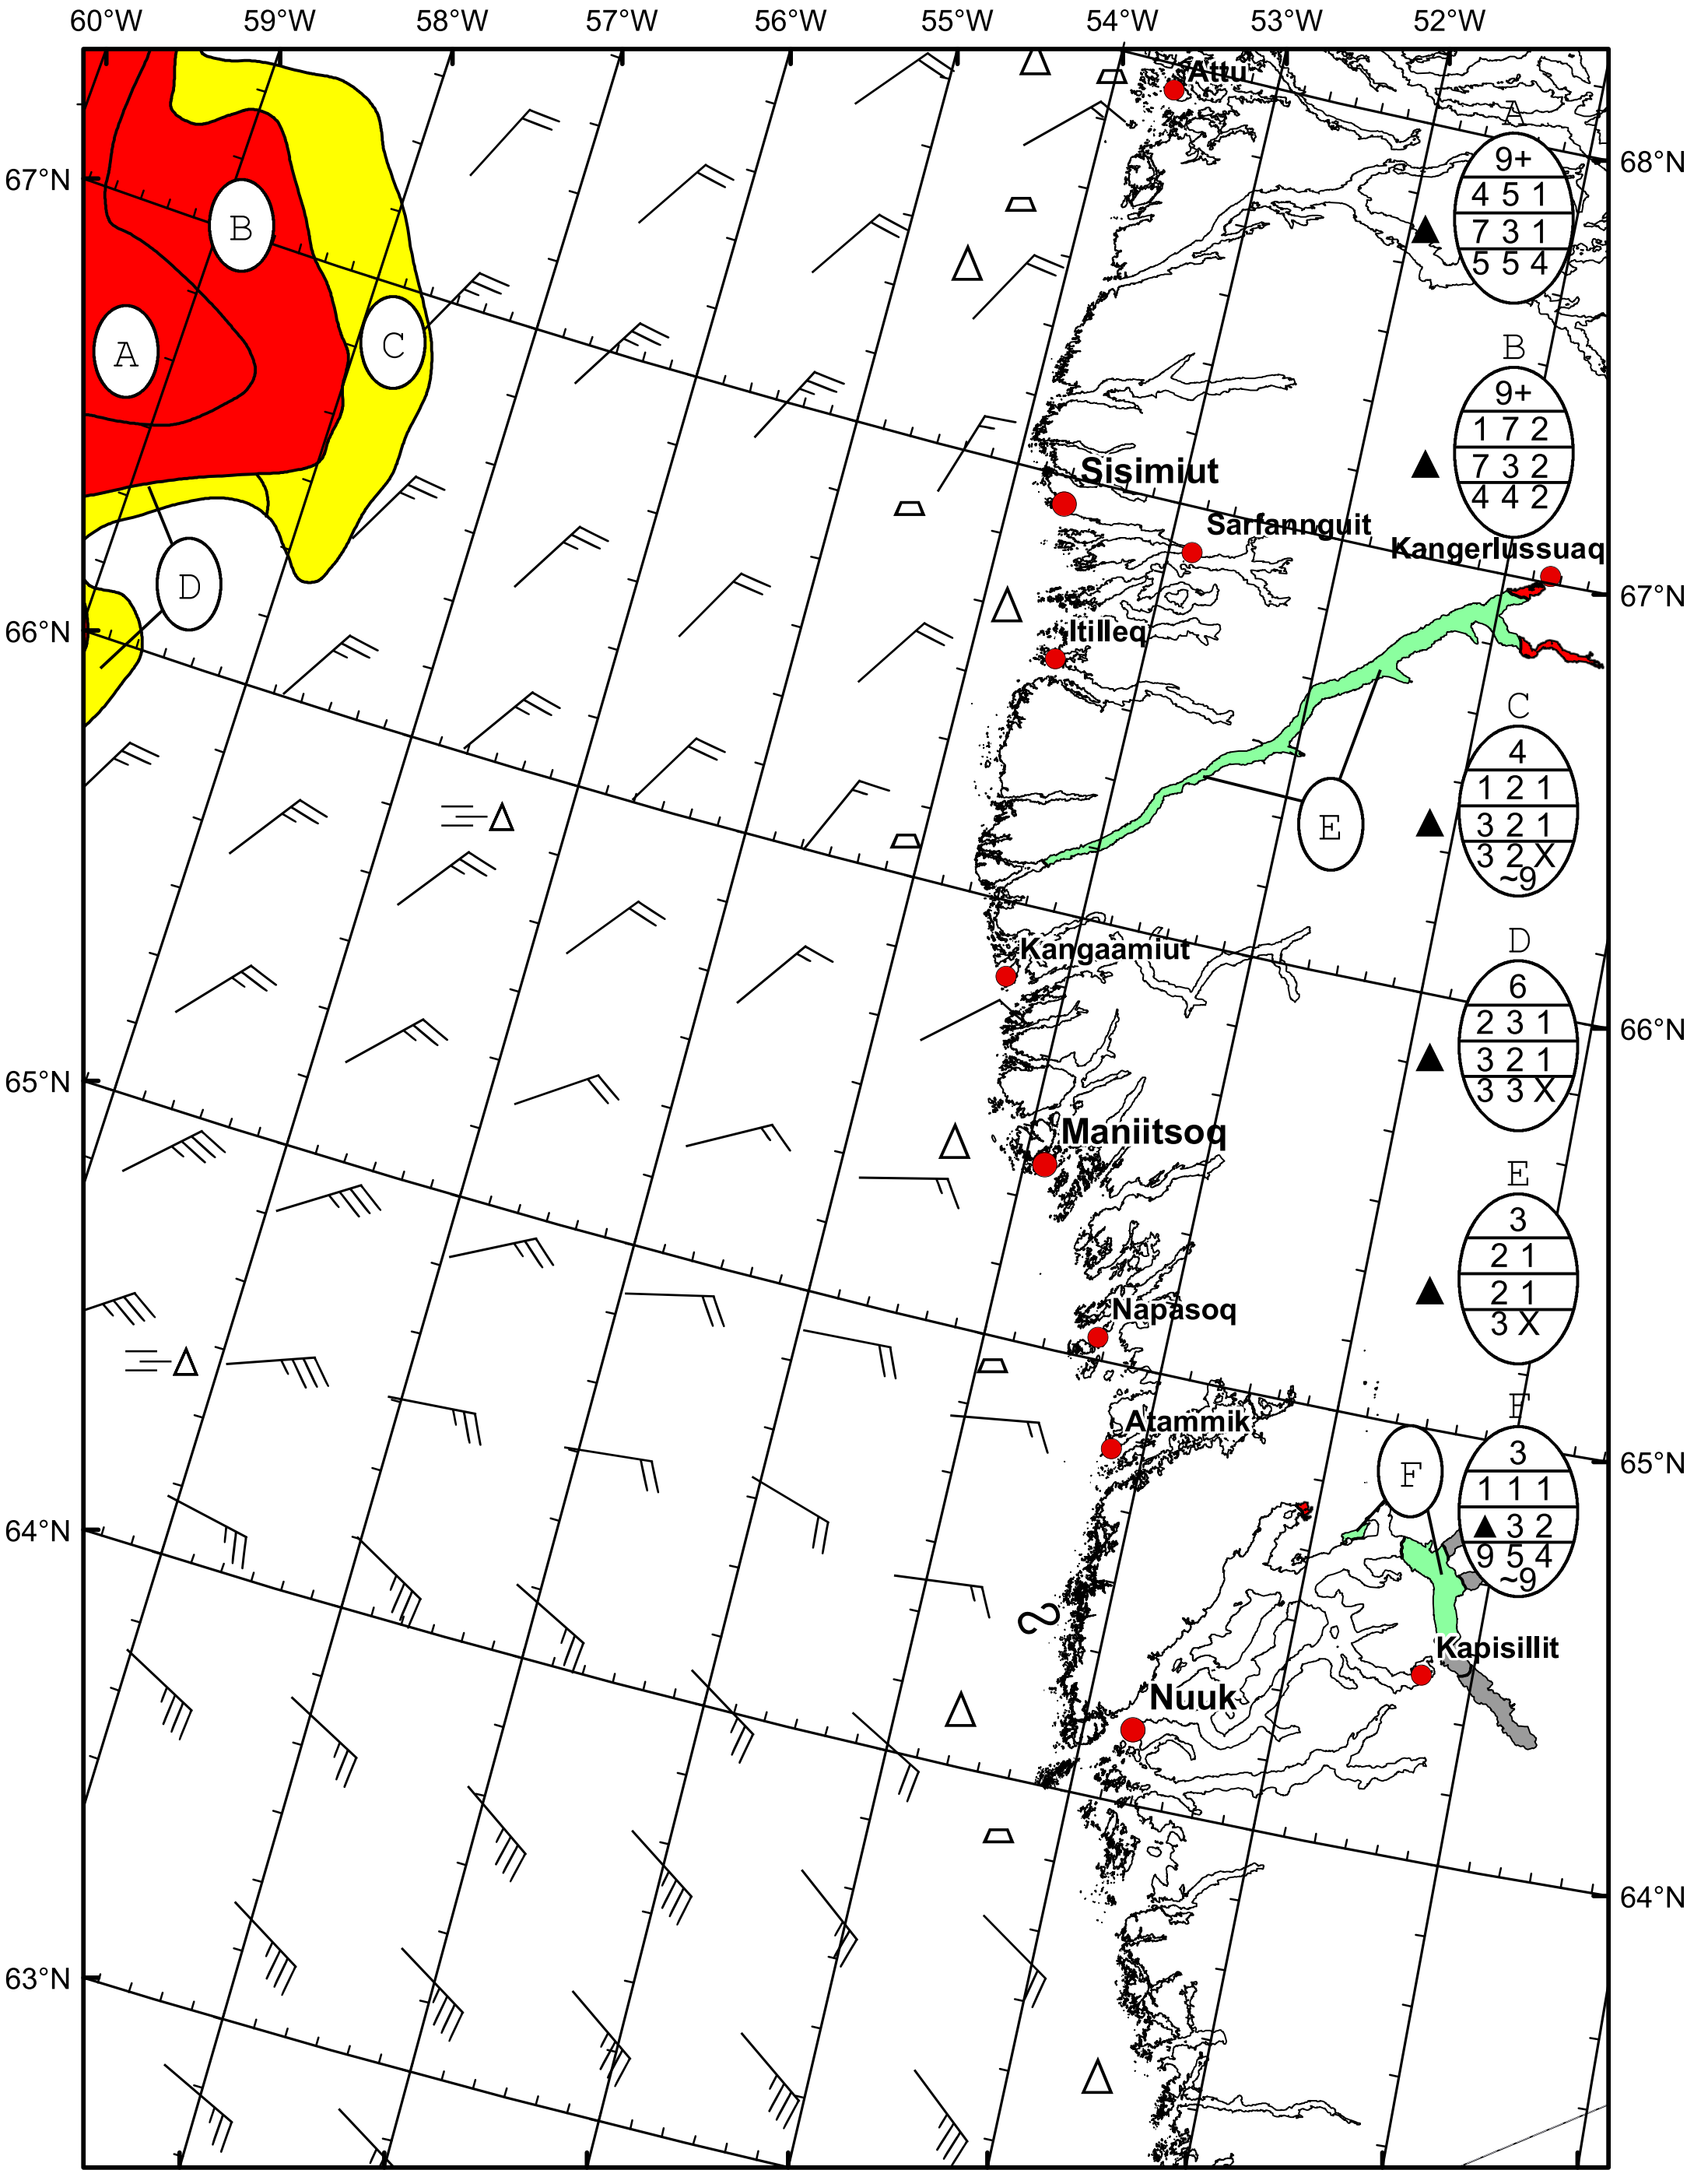 60°W 59°W 58°W 57°W 56°W 55°W 54°W 53°W 52°W
Attu
A
9+
4 5 1
7 3 1
5 5 4
68°N
67°N
B
A
C
B
9+
1 7 2
7 3 2
4 4 2
Sisimiut
Sarfannguit
Kangerlussuaq
67°N
D
66°N
Itilleq
C
4
1 2 1
3 2 1
3 2 X
~9
E
Kangaamiut
D
6
2 3 1
3 2 1
3 3 X
66°N
65°N
Maniitsoq
E
3
2 1
2 1
3 X
Napasoq
Atammik
F
3
1 1 1
▲ 3 2
9 5 4
~9
F
65°N
64°N
Kapisillit
Nuuk
64°N
63°N